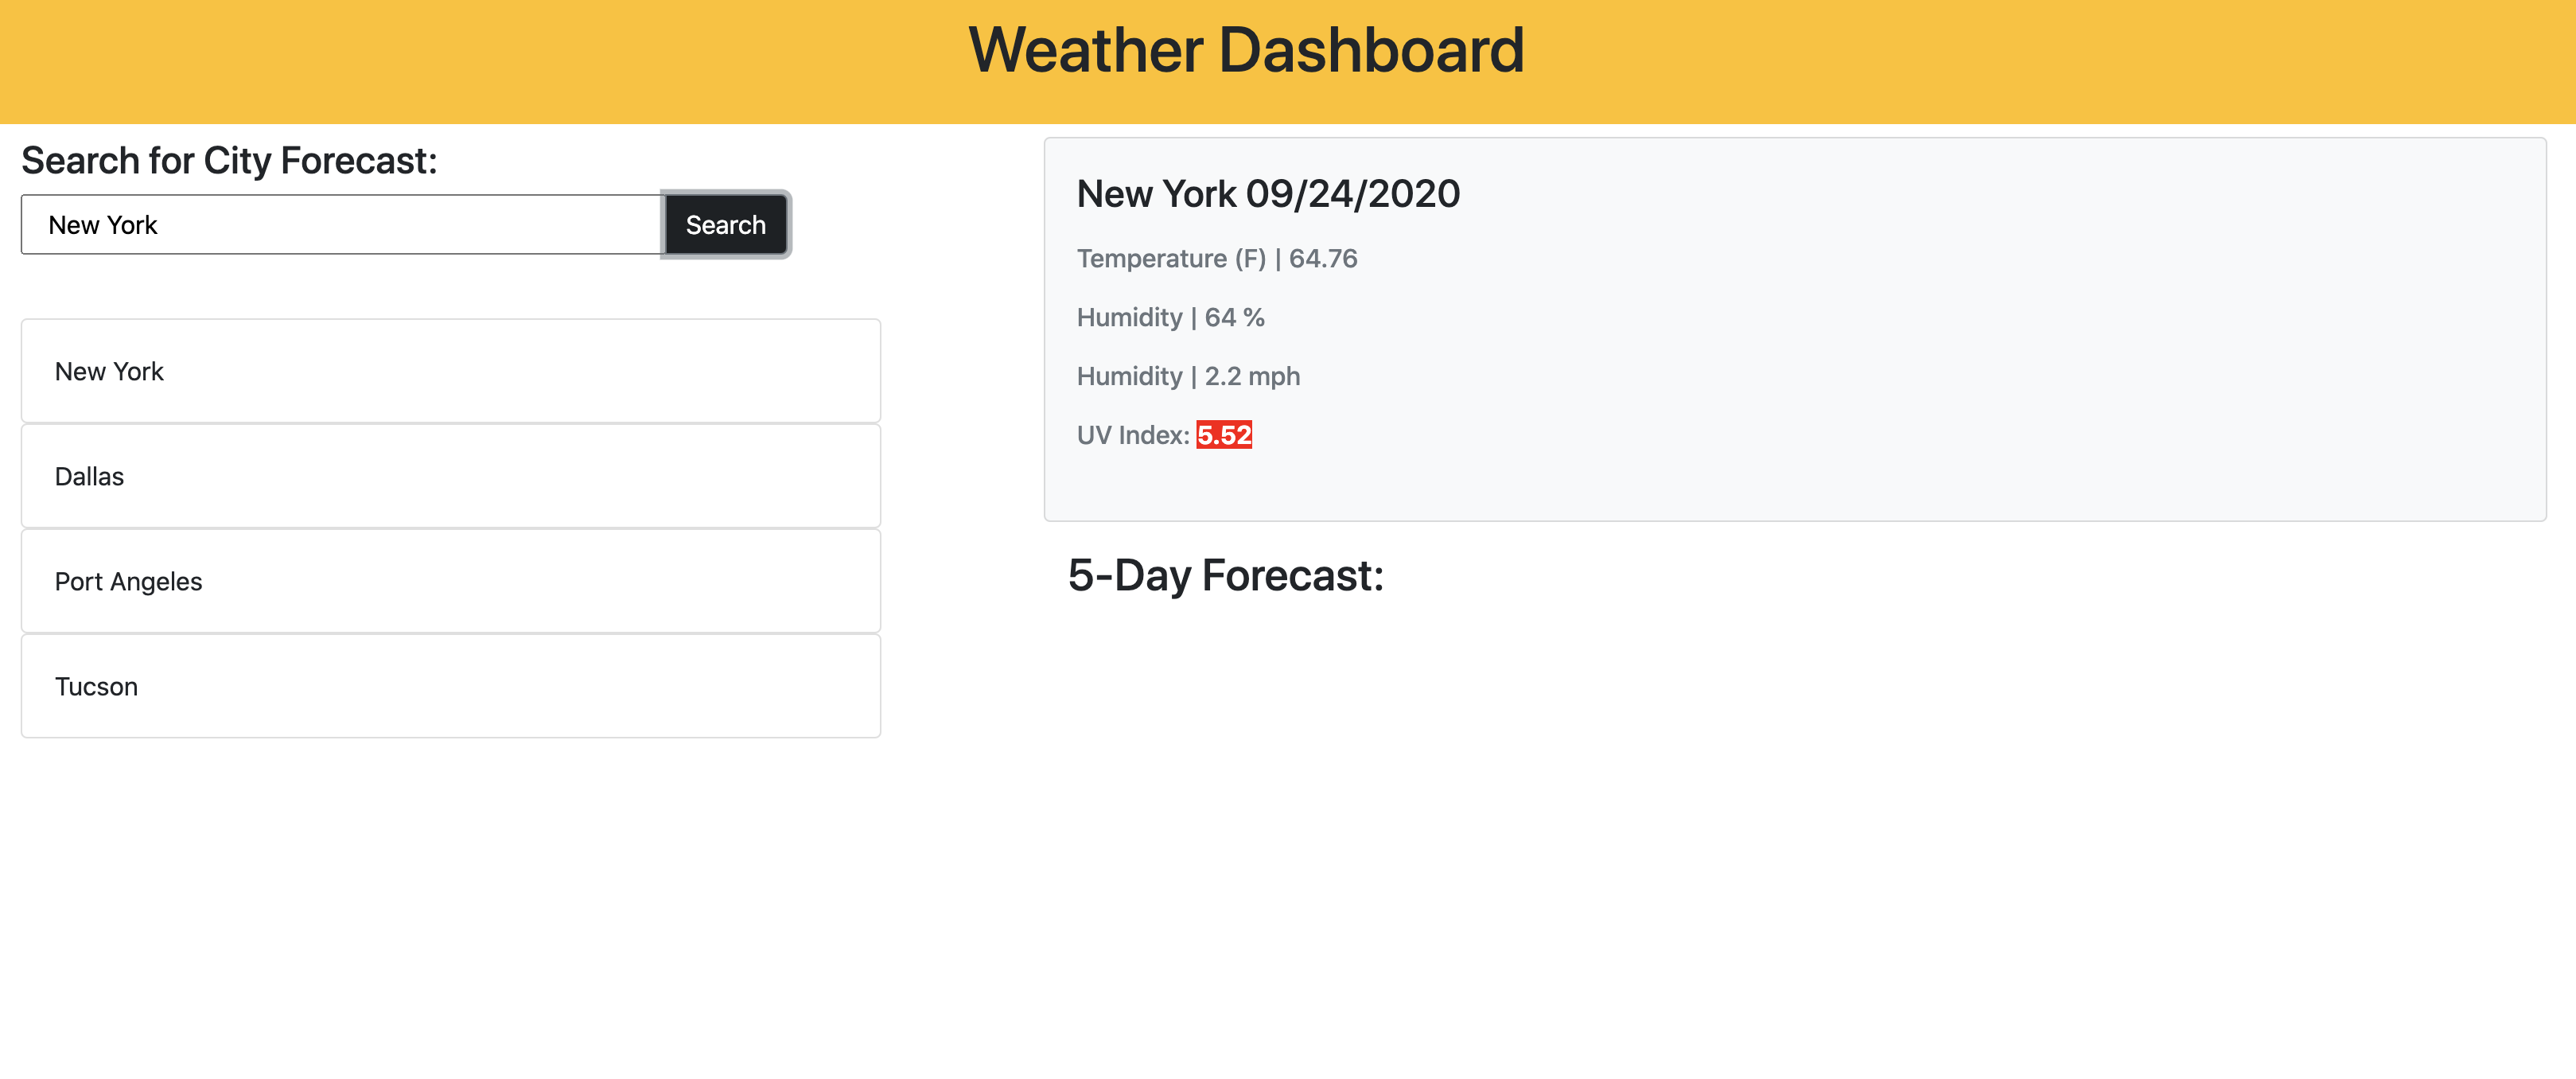 Weather Dashboard
Search for City Forecast:
New York
Search
New York
Dallas
Port Angeles
Tucson
New York 09/24/2020
Temperature (F) | 64.76
Humidity | 64 %
Humidity | 2.2 mph
UV Index: 5.52
5-Day Forecast: